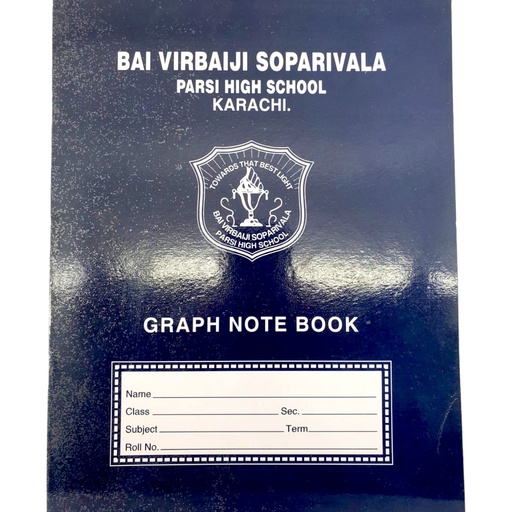 BAI VIRBAIJI SOPARIVALA
PARSI HIGH SCHOOL
KARACHI.
TOWARDS THAT BEST LIGHT
BAI VIRBAIJI SOPARIVALA
PARSI HIGH SCHOOL
GRAPH NOTE BOOK
Name
Class Sec.
Subject Term
Roll No.